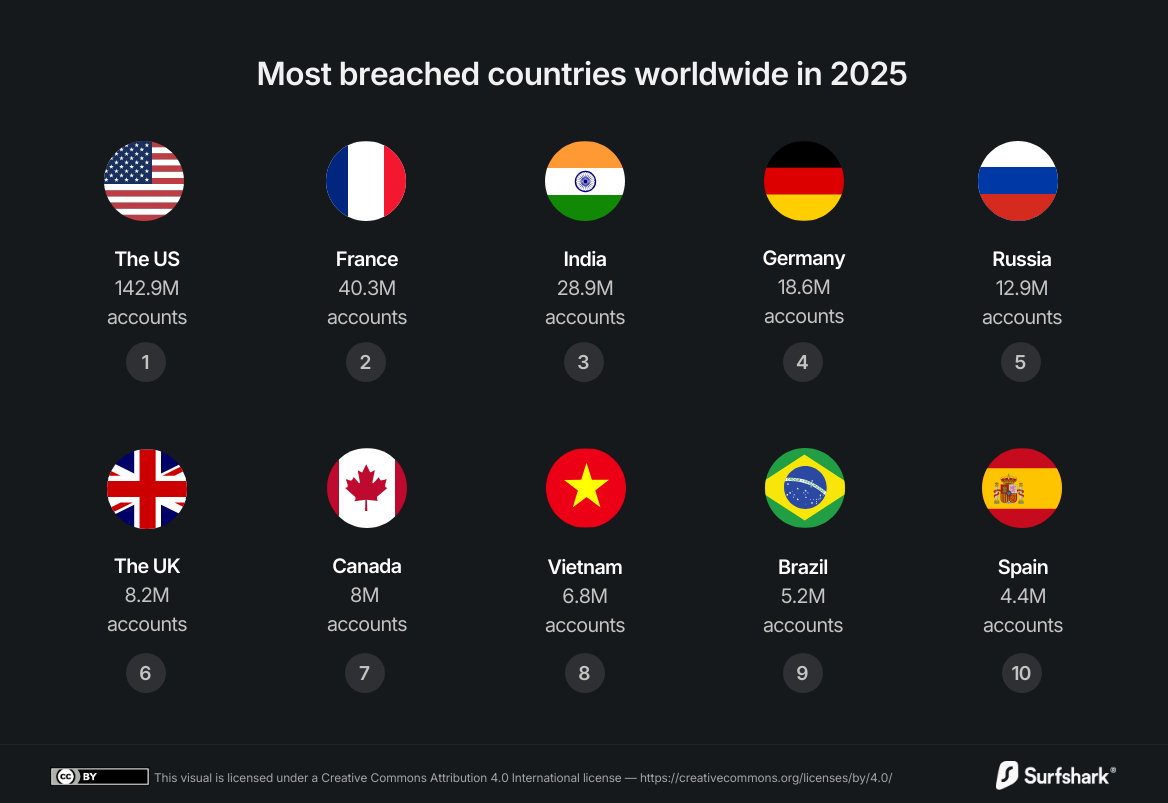 Most breached countries worldwide in 2025
The US
142.9M
accounts
1
France
40.3M
accounts
2
India
28.9M
accounts
3
Germany
18.6M
accounts
4
Russia
12.9M
accounts
5
The UK
8.2M
accounts
6
Canada
8M
accounts
7
Vietnam
6.8M
accounts
8
Brazil
5.2M
accounts
9
Spain
4.4M
accounts
10
cc BY This visual is licensed under a Creative Commons Attribution 4.0 International license — https://creativecommons.org/licenses/by/4.0/
Surfshark®